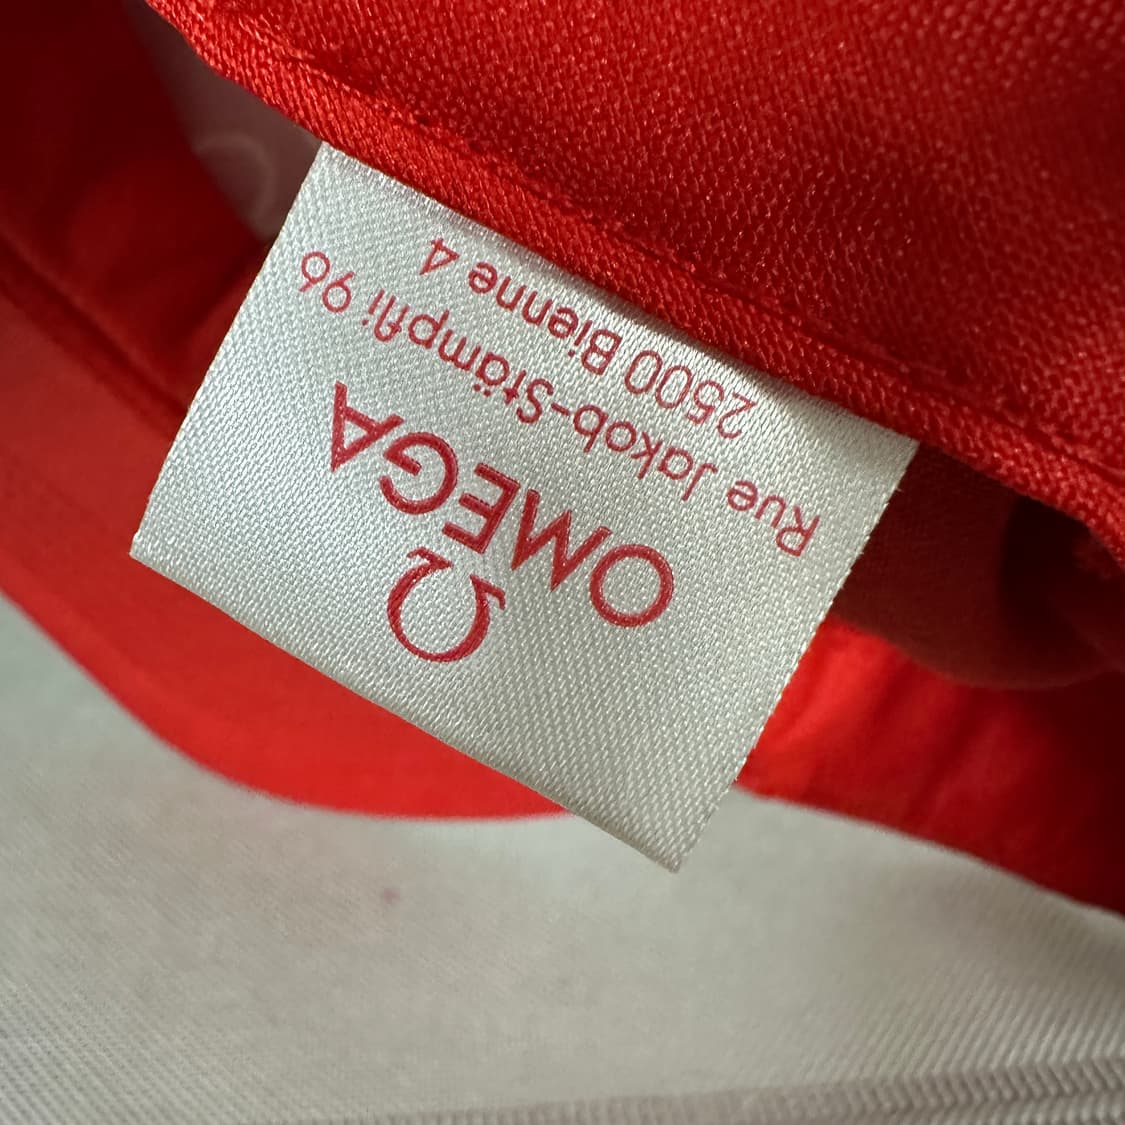 Ω
OMEGA
Rue Jakob-Stämpfli 96
2500 Bienne 4